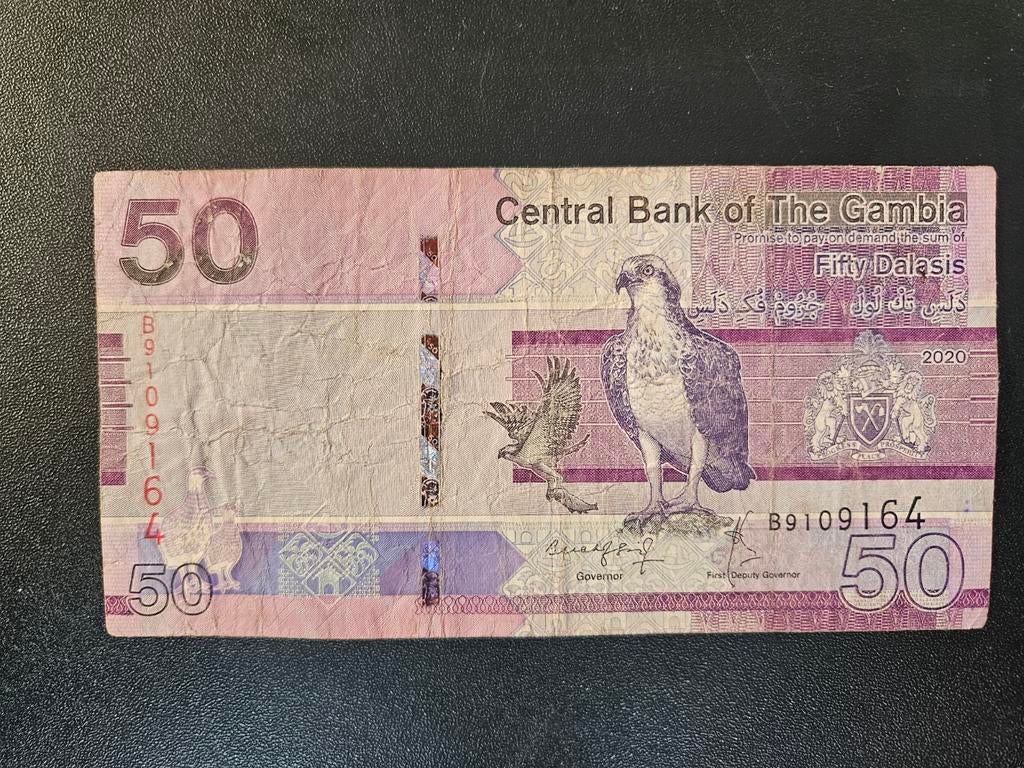 50
Central Bank of The Gambia
Promise to pay on demand the sum of
Fifty Dalasis
2020
B9109164
B9109164
Governor
First Deputy Governor
50
50